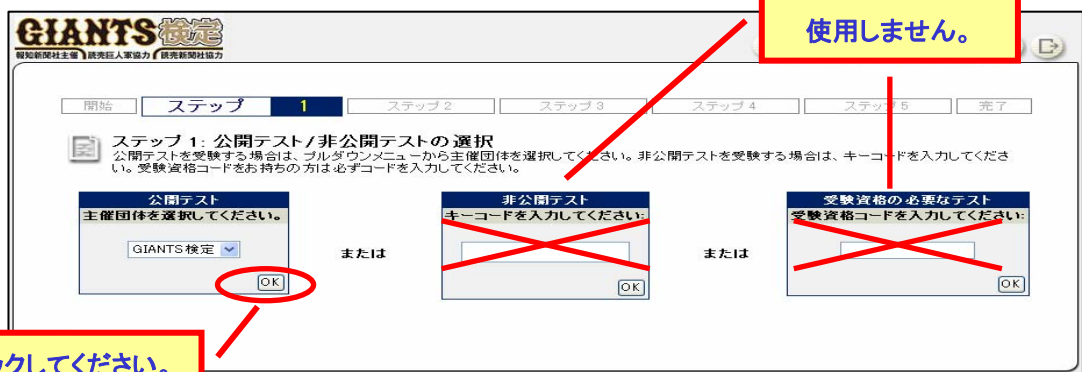 使用しません。
GIANTS検定
報知新聞社主催 読売巨人軍協力 読売新聞社協力
開始 ステップ 1 ステップ 2 ステップ 3 ステップ 4 ステップ 5 完了
ステップ 1: 公開テスト/非公開テストの選択
公開テストを受験する場合は、プルダウンメニューから主催団体を選択してください。非公開テストを受験する場合は、キーコードを入力してくださ
い。受験資格コードをお持ちの方は必ずコードを入力してください。
公開テスト
主催団体を選択してください。
GIANTS検定
OK
または
非公開テスト
キーコードを入力してください:
OK
または
受験資格の必要なテスト
受験資格コードを入力してください:
OK
クしてください。